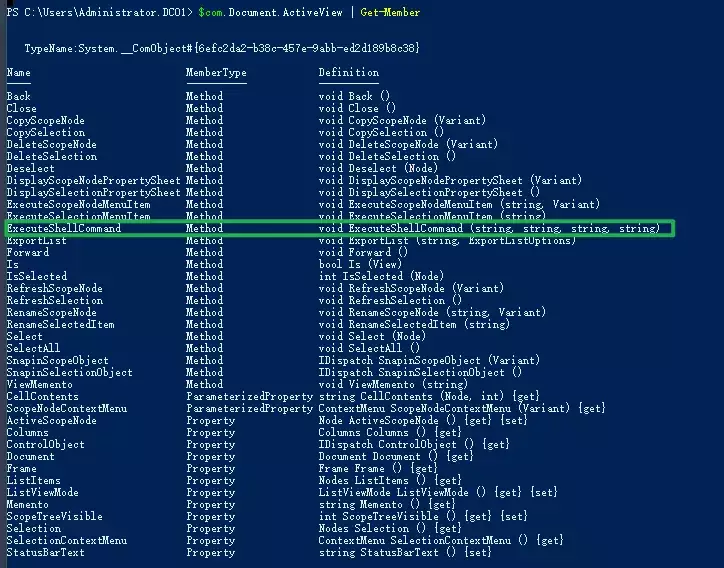 PS C:\Users\Administrator.DC01> $com.Document.ActiveView | Get-Member
TypeName:System.__ComObject#{6efc2da2-b38c-457e-9abb-ed2d189b8c38}
Name MemberType Definition
Back Method void Back ()
Close Method void Close ()
CopyScopeNode Method void CopyScopeNode (Variant)
CopySelection Method void CopySelection ()
DeleteScopeNode Method void DeleteScopeNode (Variant)
DeleteSelection Method void DeleteSelection ()
Deselect Method void Deselect (Node)
DisplayScopeNodePropertySheet Method void DisplayScopeNodePropertySheet (Variant)
DisplaySelectionPropertySheet Method void DisplaySelectionPropertySheet ()
ExecuteScopeNodeMenuItem Method void ExecuteScopeNodeMenuItem (string, Variant)
ExecuteSelectionMenuItem Method void ExecuteSelectionMenuItem (string)
ExecuteShellCommand Method void ExecuteShellCommand (string, string, string, string)
ExportList Method void ExportList (string, ExportListOptions)
Forward Method void Forward ()
Is Method bool Is (View)
IsSelected Method int IsSelected (Node)
RefreshScopeNode Method void RefreshScopeNode (Variant)
RefreshSelection Method void RefreshSelection ()
RenameScopeNode Method void RenameScopeNode (string, Variant)
RenameSelectedItem Method void RenameSelectedItem (string)
Select Method void Select (Node)
SelectAll Method void SelectAll ()
SnapinScopeObject Method IDispatch SnapinScopeObject (Variant)
SnapinSelectionObject Method IDispatch SnapinSelectionObject ()
ViewMemento Method void ViewMemento (string)
CellContents ParameterizedProperty string CellContents (Node, int) {get}
ScopeNodeContextMenu ParameterizedProperty ContextMenu ScopeNodeContextMenu (Variant) {get}
ActiveScopeNode Property Node ActiveScopeNode () {get} {set}
Columns Property Columns Columns () {get}
ControlObject Property IDispatch ControlObject () {get}
Document Property Document Document () {get}
Frame Property Frame Frame () {get}
ListItems Property Nodes ListItems () {get}
ListViewMode Property ListViewMode ListViewMode () {get} {set}
Memento Property string Memento () {get}
ScopeTreeVisible Property int ScopeTreeVisible () {get} {set}
Selection Property Nodes Selection () {get}
SelectionContextMenu Property ContextMenu SelectionContextMenu () {get}
StatusBarText Property string StatusBarText () {set}